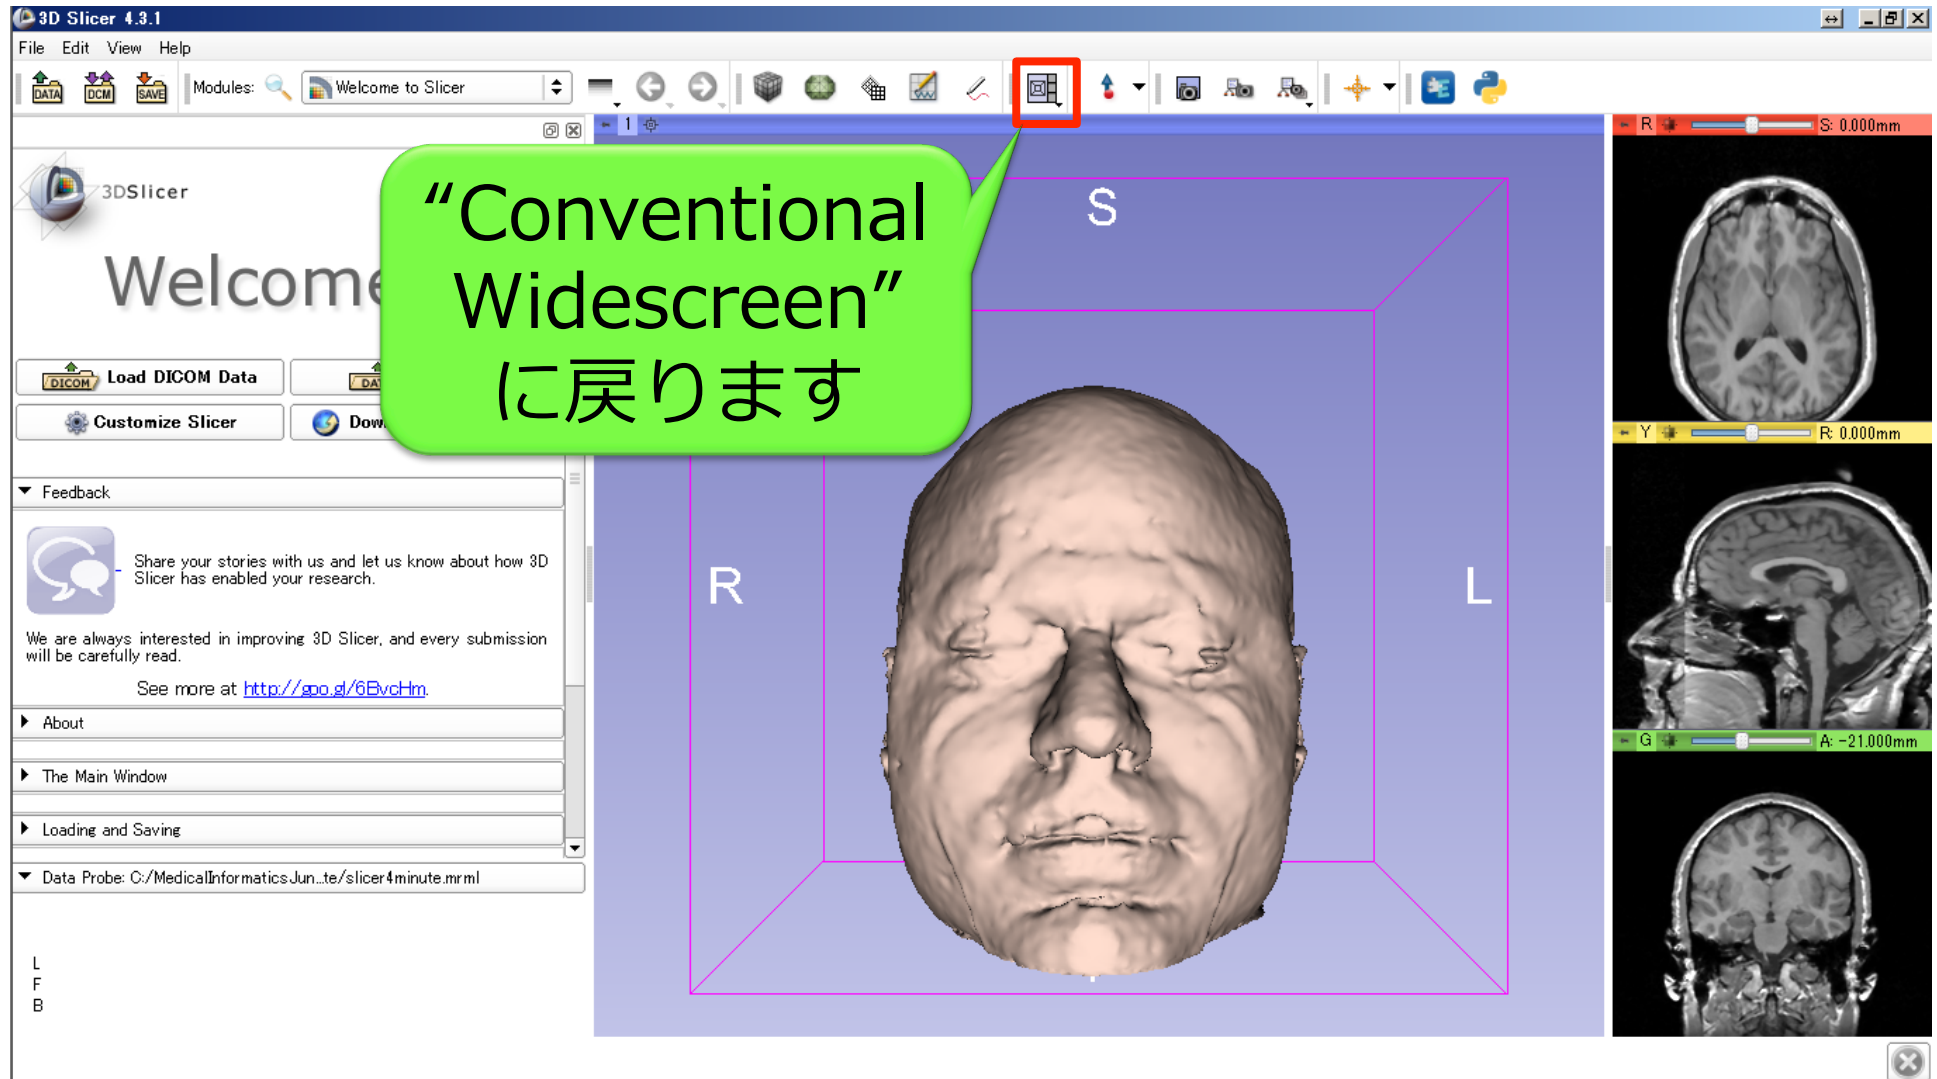 3D Slicer 4.3.1
File Edit View Help
DATA DCM SAVE Modules: Welcome to Slicer
1
R S: 0.000mm
3DSlicer
“Conventional
Widescreen”
に戻ります
S
Welcome
DICOM Load DICOM Data
DA
Customize Slicer
Dow
Y R: 0.000mm
Feedback
Share your stories with us and let us know about how 3D
Slicer has enabled your research.
R
L
We are always interested in improving 3D Slicer, and every submission
will be carefully read.
See more at http://goo.gl/6BvcHm.
About
G A: -21.000mm
The Main Window
Loading and Saving
Data Probe: C:/MedicalInformaticsJun...te/slicer4minute.mrml
L
F
B